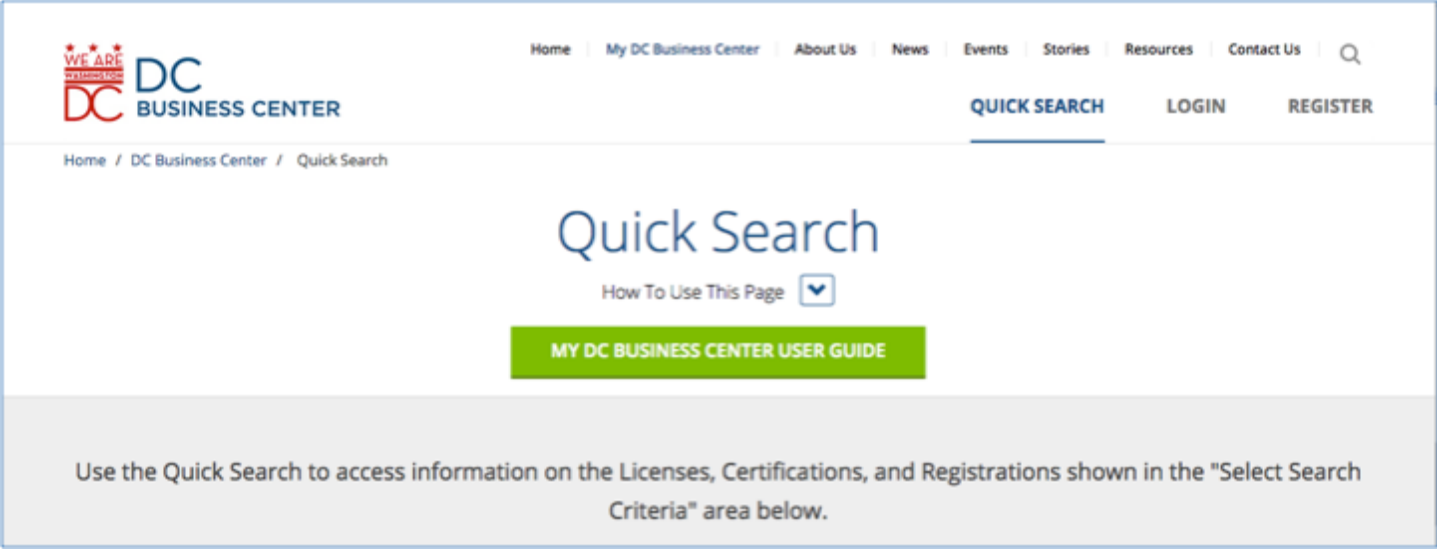 WE ARE
WASHINGTON
DC
DC
BUSINESS CENTER
Home My DC Business Center About Us News Events Stories Resources Contact Us
QUICK SEARCH LOGIN REGISTER
Home / DC Business Center / Quick Search
Quick Search
How To Use This Page
MY DC BUSINESS CENTER USER GUIDE
Use the Quick Search to access information on the Licenses, Certifications, and Registrations shown in the "Select Search
Criteria" area below.